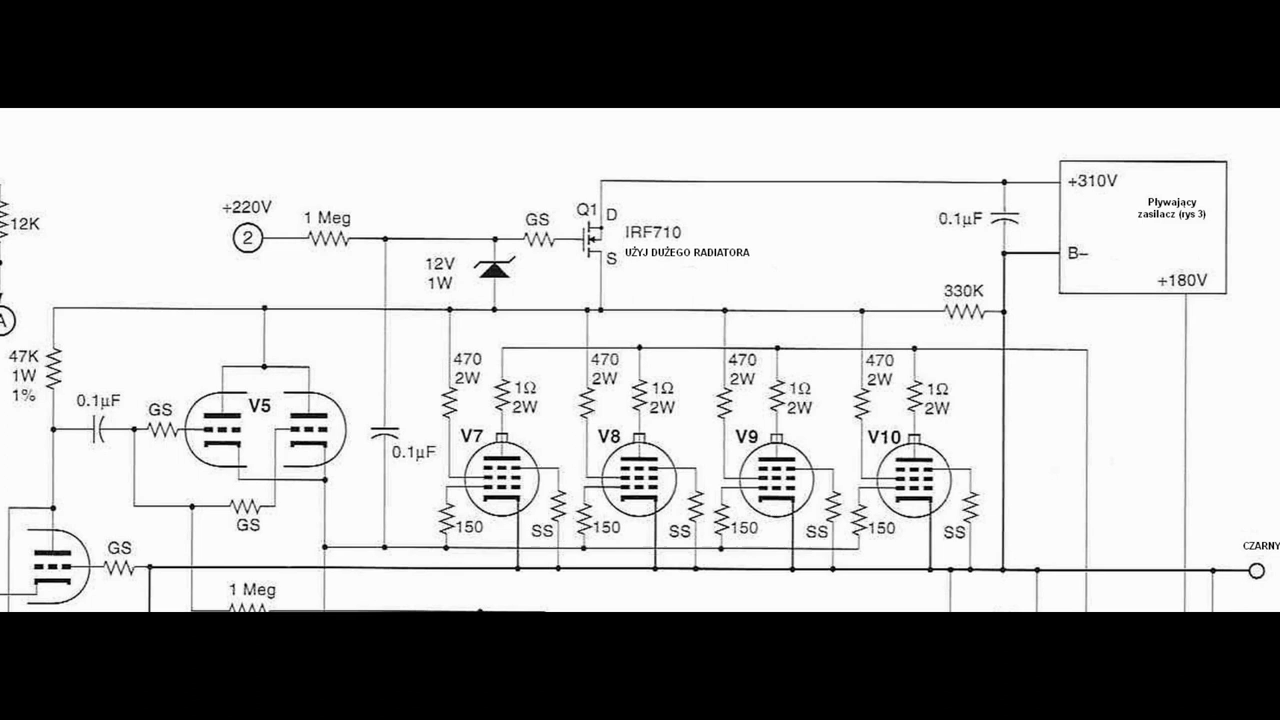 12K
A
+220V
2
1 Meg
GS
Q1
D
S
IRF710
UŻYJ DUŻEGO RADIATORA
12V
1W
0.1µF
+310V
Pływający
zasilacz (rys 3)
B–
+180V
330K
47K
1W
1%
0.1µF
GS
V5
GS
0.1µF
470
2W
1Ω
2W
V7
150
SS
470
2W
1Ω
2W
V8
150
SS
470
2W
1Ω
2W
V9
150
SS
470
2W
1Ω
2W
V10
150
SS
CZARNY
GS
1 Meg